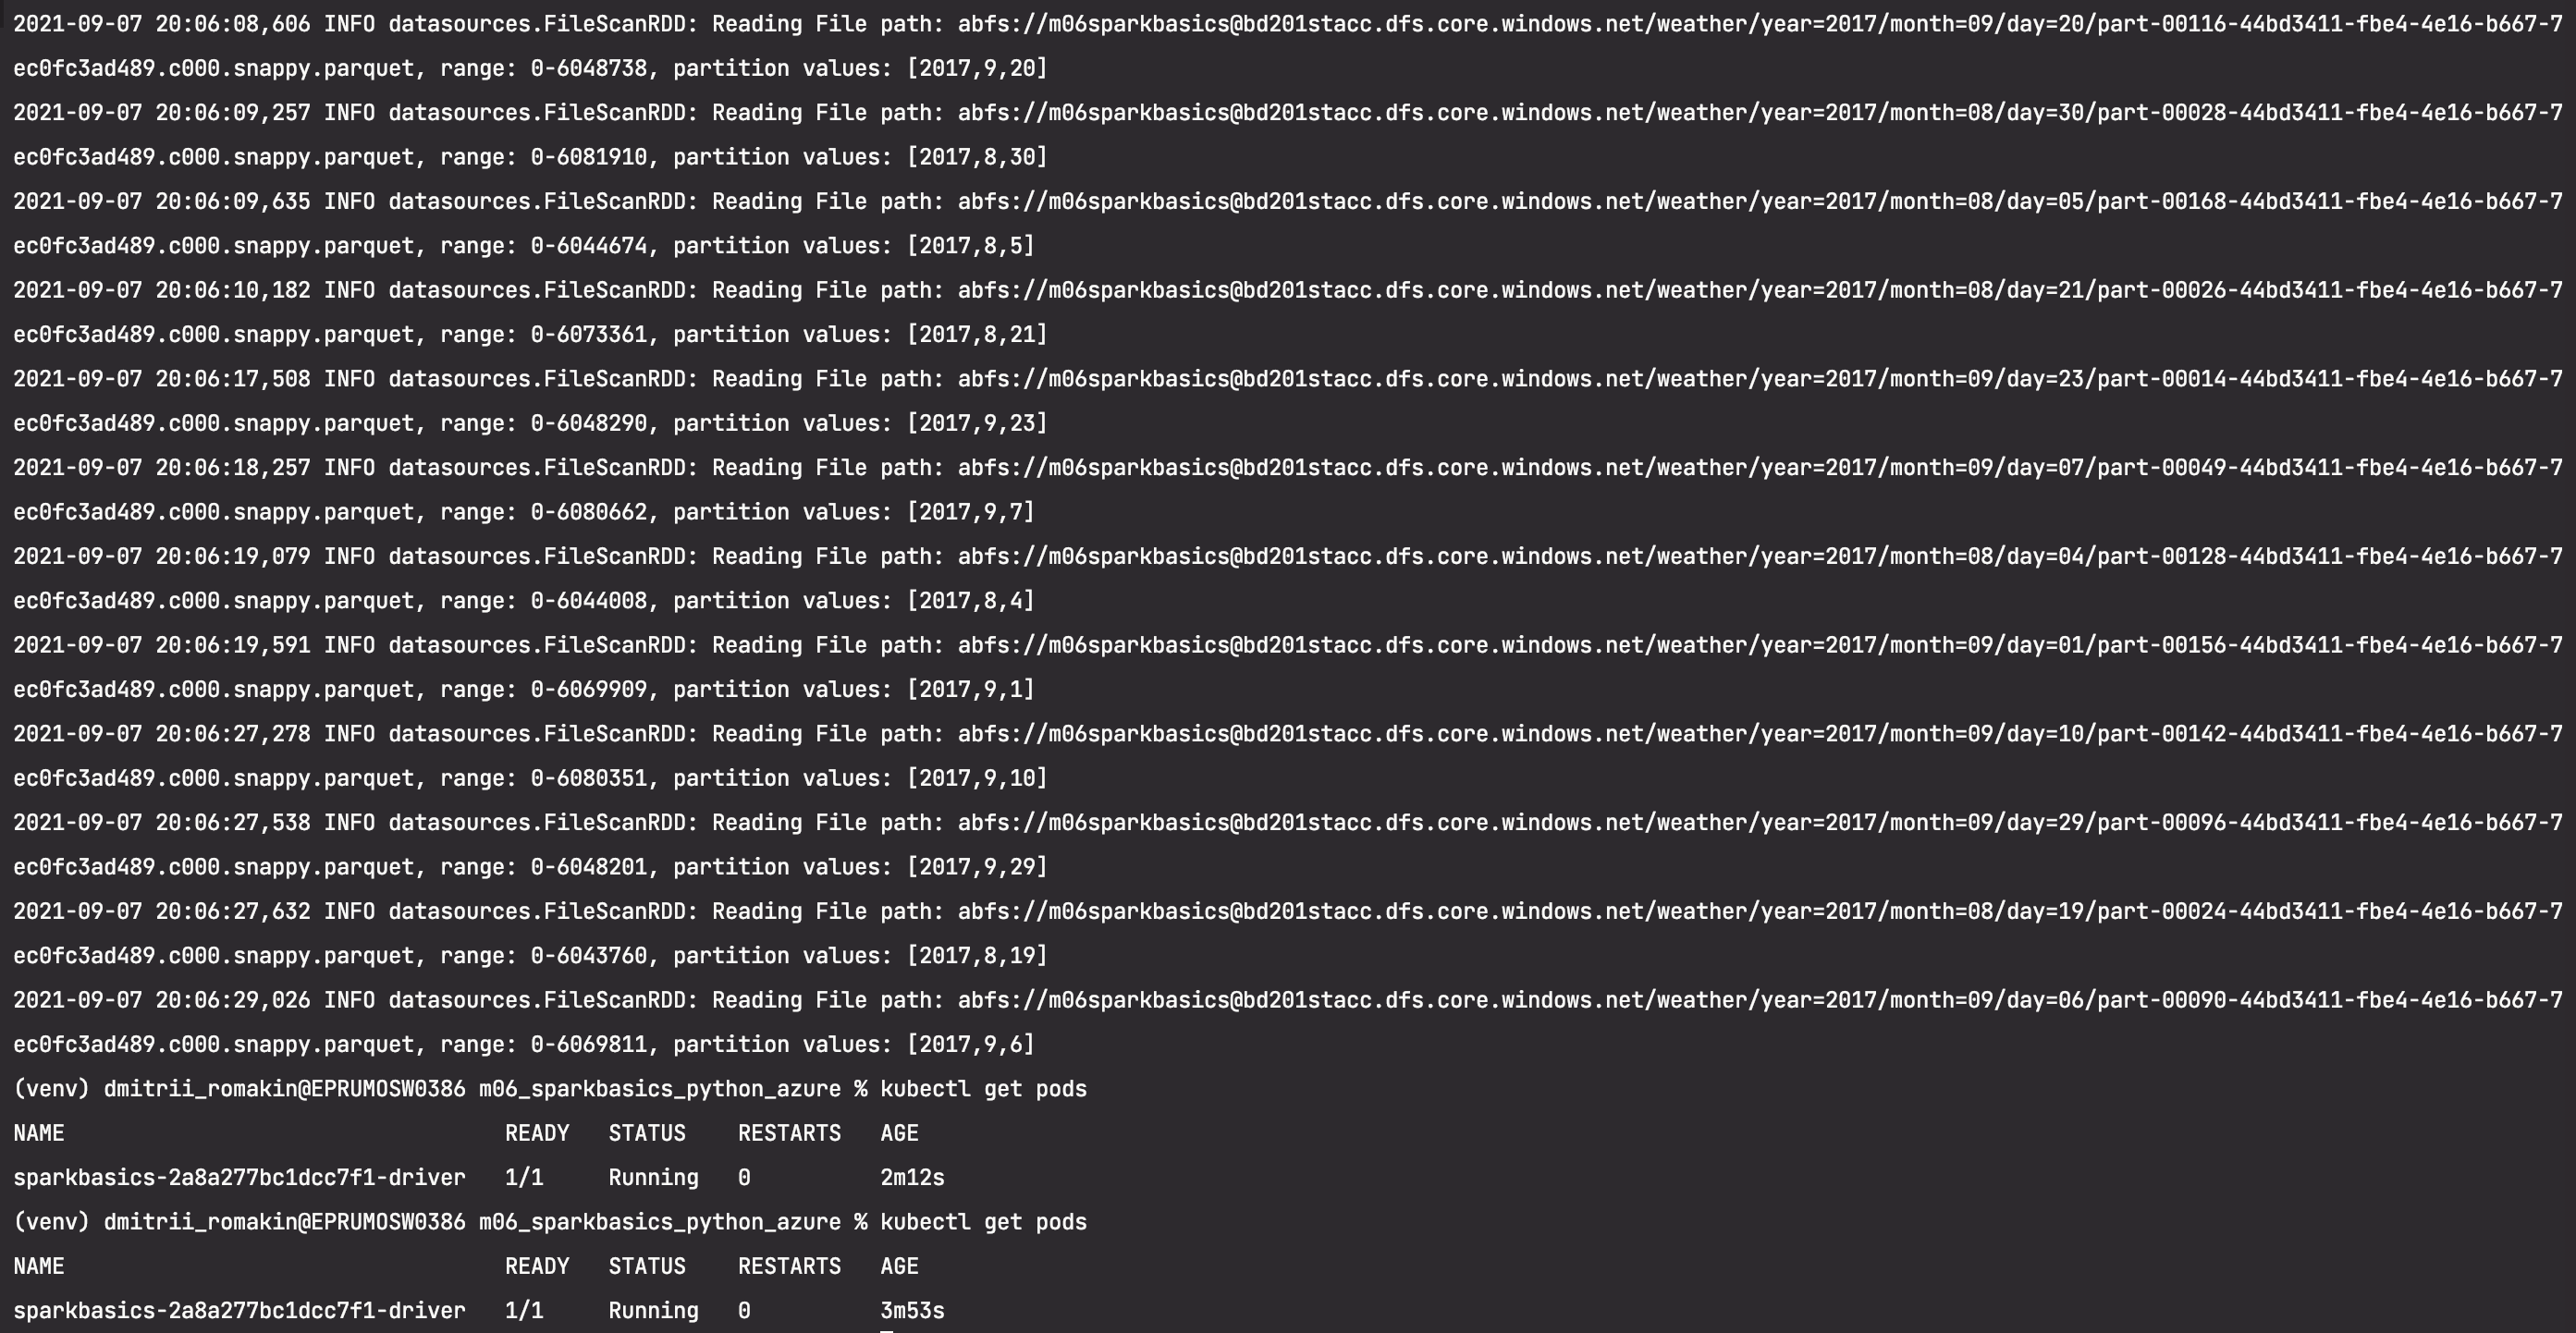 2021-09-07 20:06:08,606 INFO datasources.FileScanRDD: Reading File path: abfs://m06sparkbasics@bd201stacc.dfs.core.windows.net/weather/year=2017/month=09/day=20/part-00116-44bd3411-fbe4-4e16-b667-7
ec0fc3ad489.c000.snappy.parquet, range: 0-6048738, partition values: [2017,9,20]
2021-09-07 20:06:09,257 INFO datasources.FileScanRDD: Reading File path: abfs://m06sparkbasics@bd201stacc.dfs.core.windows.net/weather/year=2017/month=08/day=30/part-00028-44bd3411-fbe4-4e16-b667-7
ec0fc3ad489.c000.snappy.parquet, range: 0-6081910, partition values: [2017,8,30]
2021-09-07 20:06:09,635 INFO datasources.FileScanRDD: Reading File path: abfs://m06sparkbasics@bd201stacc.dfs.core.windows.net/weather/year=2017/month=08/day=05/part-00168-44bd3411-fbe4-4e16-b667-7
ec0fc3ad489.c000.snappy.parquet, range: 0-6044674, partition values: [2017,8,5]
2021-09-07 20:06:10,182 INFO datasources.FileScanRDD: Reading File path: abfs://m06sparkbasics@bd201stacc.dfs.core.windows.net/weather/year=2017/month=08/day=21/part-00026-44bd3411-fbe4-4e16-b667-7
ec0fc3ad489.c000.snappy.parquet, range: 0-6073361, partition values: [2017,8,21]
2021-09-07 20:06:17,508 INFO datasources.FileScanRDD: Reading File path: abfs://m06sparkbasics@bd201stacc.dfs.core.windows.net/weather/year=2017/month=09/day=23/part-00014-44bd3411-fbe4-4e16-b667-7
ec0fc3ad489.c000.snappy.parquet, range: 0-6048290, partition values: [2017,9,23]
2021-09-07 20:06:18,257 INFO datasources.FileScanRDD: Reading File path: abfs://m06sparkbasics@bd201stacc.dfs.core.windows.net/weather/year=2017/month=09/day=07/part-00049-44bd3411-fbe4-4e16-b667-7
ec0fc3ad489.c000.snappy.parquet, range: 0-6080662, partition values: [2017,9,7]
2021-09-07 20:06:19,079 INFO datasources.FileScanRDD: Reading File path: abfs://m06sparkbasics@bd201stacc.dfs.core.windows.net/weather/year=2017/month=08/day=04/part-00128-44bd3411-fbe4-4e16-b667-7
ec0fc3ad489.c000.snappy.parquet, range: 0-6044008, partition values: [2017,8,4]
2021-09-07 20:06:19,591 INFO datasources.FileScanRDD: Reading File path: abfs://m06sparkbasics@bd201stacc.dfs.core.windows.net/weather/year=2017/month=09/day=01/part-00156-44bd3411-fbe4-4e16-b667-7
ec0fc3ad489.c000.snappy.parquet, range: 0-6069909, partition values: [2017,9,1]
2021-09-07 20:06:27,278 INFO datasources.FileScanRDD: Reading File path: abfs://m06sparkbasics@bd201stacc.dfs.core.windows.net/weather/year=2017/month=09/day=10/part-00142-44bd3411-fbe4-4e16-b667-7
ec0fc3ad489.c000.snappy.parquet, range: 0-6080351, partition values: [2017,9,10]
2021-09-07 20:06:27,538 INFO datasources.FileScanRDD: Reading File path: abfs://m06sparkbasics@bd201stacc.dfs.core.windows.net/weather/year=2017/month=09/day=29/part-00096-44bd3411-fbe4-4e16-b667-7
ec0fc3ad489.c000.snappy.parquet, range: 0-6048201, partition values: [2017,9,29]
2021-09-07 20:06:27,632 INFO datasources.FileScanRDD: Reading File path: abfs://m06sparkbasics@bd201stacc.dfs.core.windows.net/weather/year=2017/month=08/day=19/part-00024-44bd3411-fbe4-4e16-b667-7
ec0fc3ad489.c000.snappy.parquet, range: 0-6043760, partition values: [2017,8,19]
2021-09-07 20:06:29,026 INFO datasources.FileScanRDD: Reading File path: abfs://m06sparkbasics@bd201stacc.dfs.core.windows.net/weather/year=2017/month=09/day=06/part-00090-44bd3411-fbe4-4e16-b667-7
ec0fc3ad489.c000.snappy.parquet, range: 0-6069811, partition values: [2017,9,6]
(venv) dmitrii_romakin@EPRUMOSW0386 m06_sparkbasics_python_azure % kubectl get pods
NAME READY STATUS RESTARTS AGE
sparkbasics-2a8a277bc1dcc7f1-driver 1/1 Running 0 2m12s
(venv) dmitrii_romakin@EPRUMOSW0386 m06_sparkbasics_python_azure % kubectl get pods
NAME READY STATUS RESTARTS AGE
sparkbasics-2a8a277bc1dcc7f1-driver 1/1 Running 0 3m53s